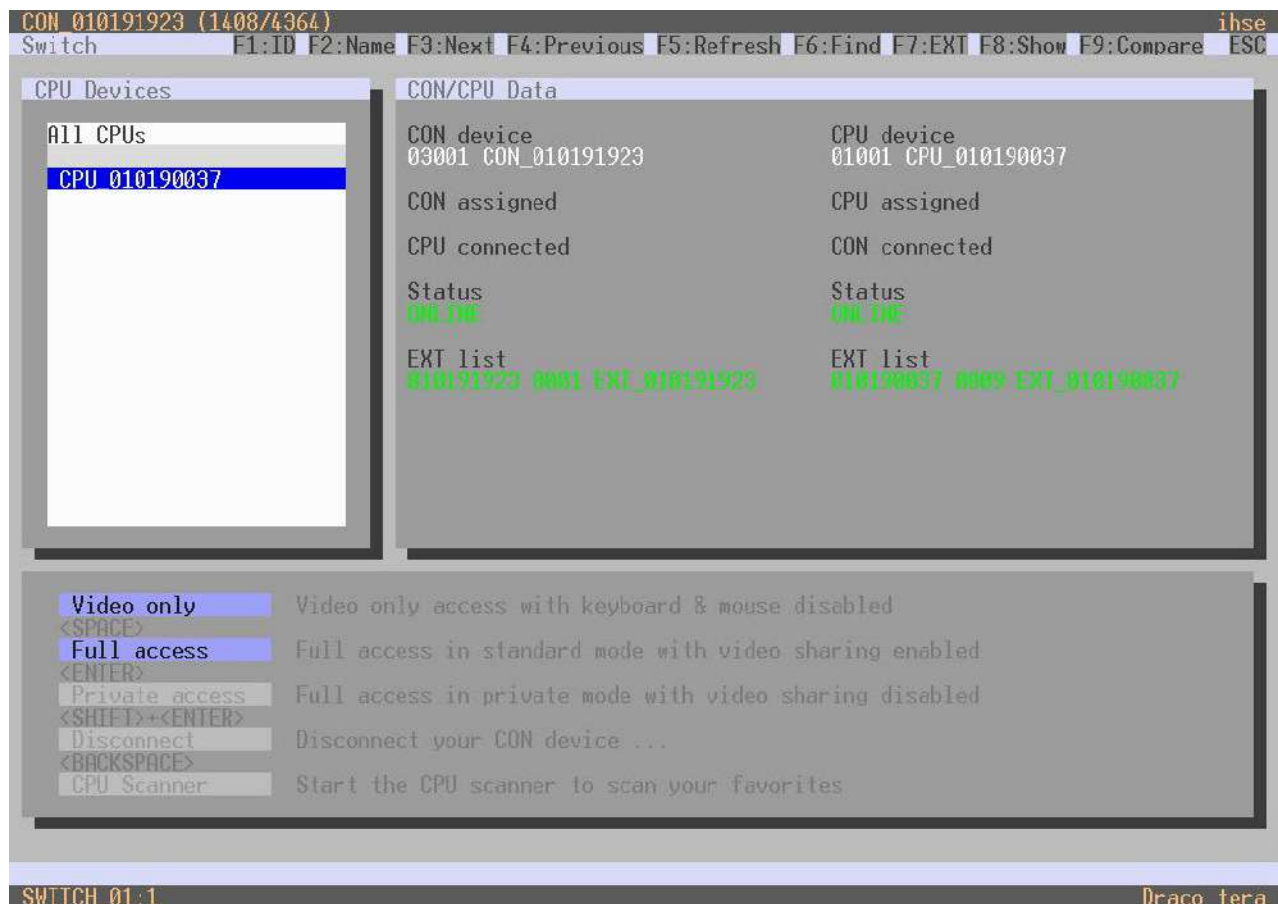 CON_010191923 (1408/4364) ihse
Switch F1:ID F2:Name F3:Next F4:Previous F5:Refresh F6:Find F7:EXT F8:Show F9:Compare ESC
CPU Devices
All CPUs
CPU_010190037
CON/CPU Data
CON device CPU device
03001 CON_010191923 01001 CPU_010190037
CON assigned CPU assigned
CPU connected CON connected
Status Status
ONLINE ONLINE
EXT list EXT list
010191923 0001 EXT_010191923 010190037 0009 EXT_010190037
Video only Video only access with keyboard & mouse disabled
<SPACE>
Full access Full access in standard mode with video sharing enabled
<ENTER>
Private access Full access in private mode with video sharing disabled
<SHIFT>+<ENTER>
Disconnect Disconnect your CON device ...
<BACKSPACE>
CPU Scanner Start the CPU scanner to scan your favorites
SWITCH 01:1 Draco tera